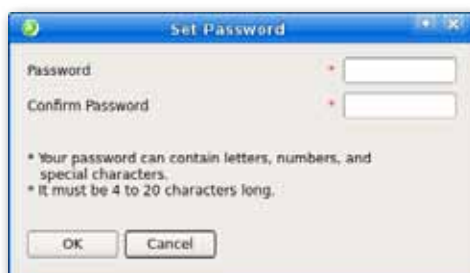 Set Password
Password *
Confirm Password *
* Your password can contain letters, numbers, and
special characters.
* It must be 4 to 20 characters long.
OK Cancel